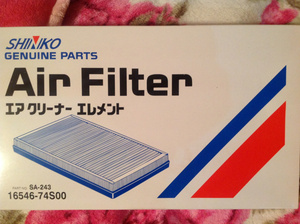 SHINKO
GENUINE PARTS
Air Filter
エア クリーナー エレメント
SA-243
16546-74S00